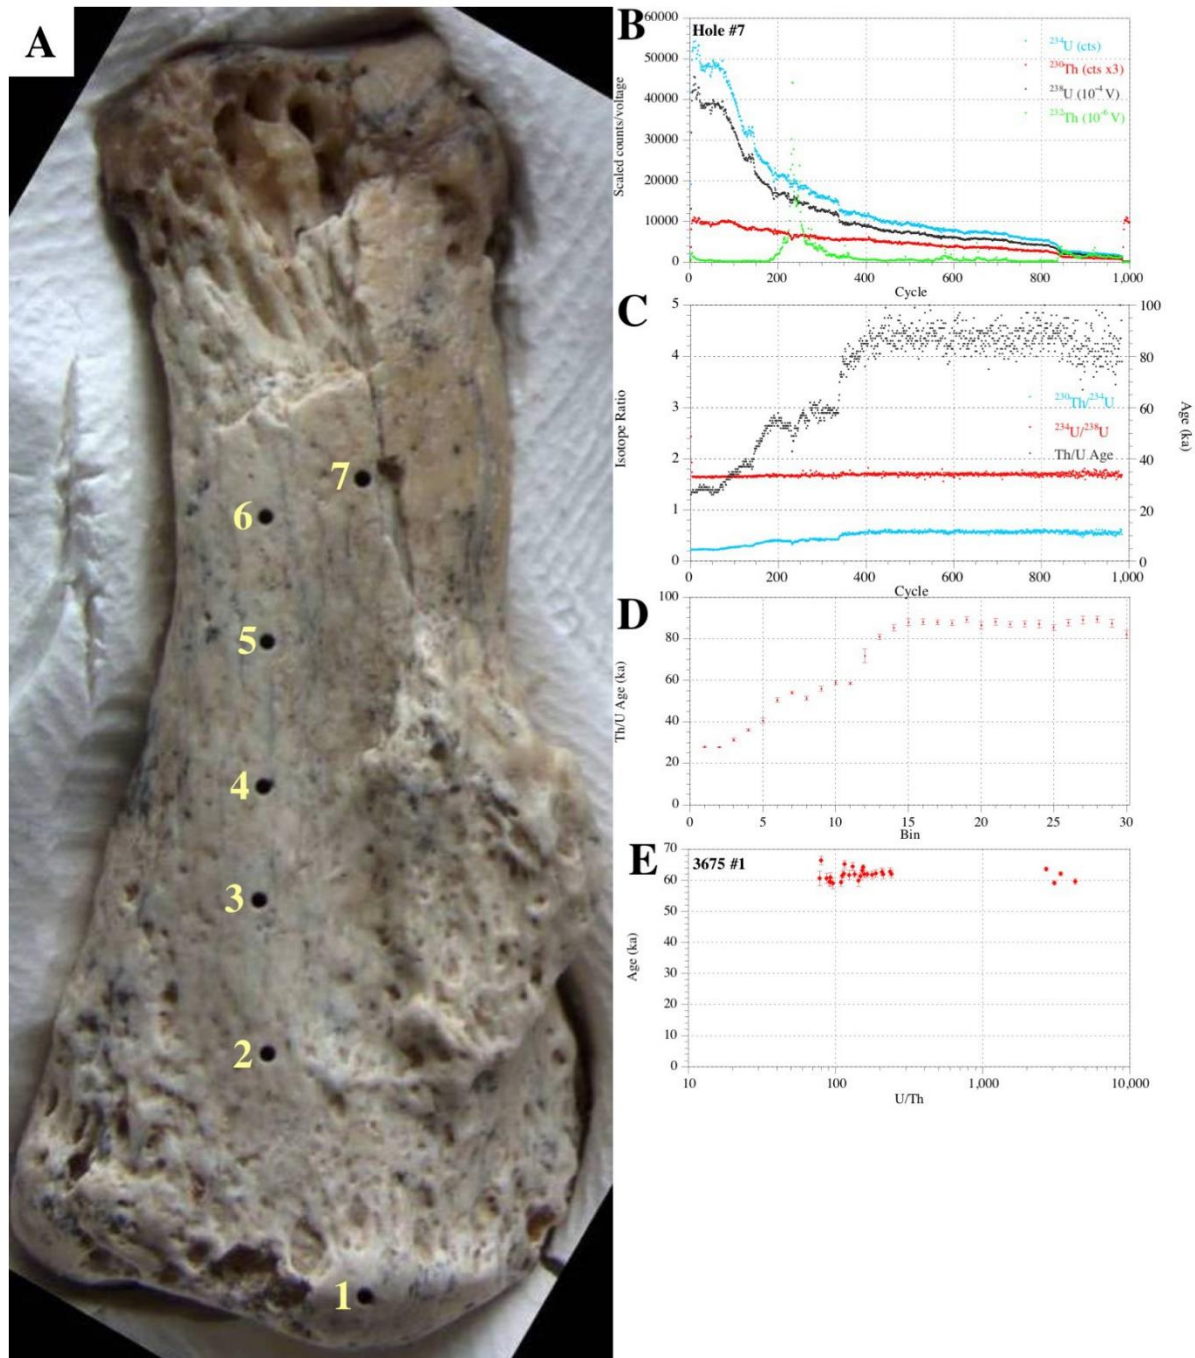 A
7
6
5
4
3
2
1
B
Hole #7
²³⁴U (cts)
²³⁰Th (cts x3)
²³⁸U (10⁻⁴ V)
²³²Th (10⁻⁶ V)
Scaled counts/voltage
60000
50000
40000
30000
20000
10000
0
0 200 400 600 800 1,000
Cycle
C
5
4
3
2
1
0
Isotope Ratio
100
80
60
40
20
0
Age (ka)
²³⁰Th/²³⁴U
²³⁴U/²³⁸U
Th/U Age
0 200 400 600 800 1,000
Cycle
D
100
80
60
40
20
0
Th/U Age (ka)
0 5 10 15 20 25 30
Bin
E
3675 #1
70
60
50
40
30
20
10
0
Age (ka)
10 100 1,000 10,000
U/Th